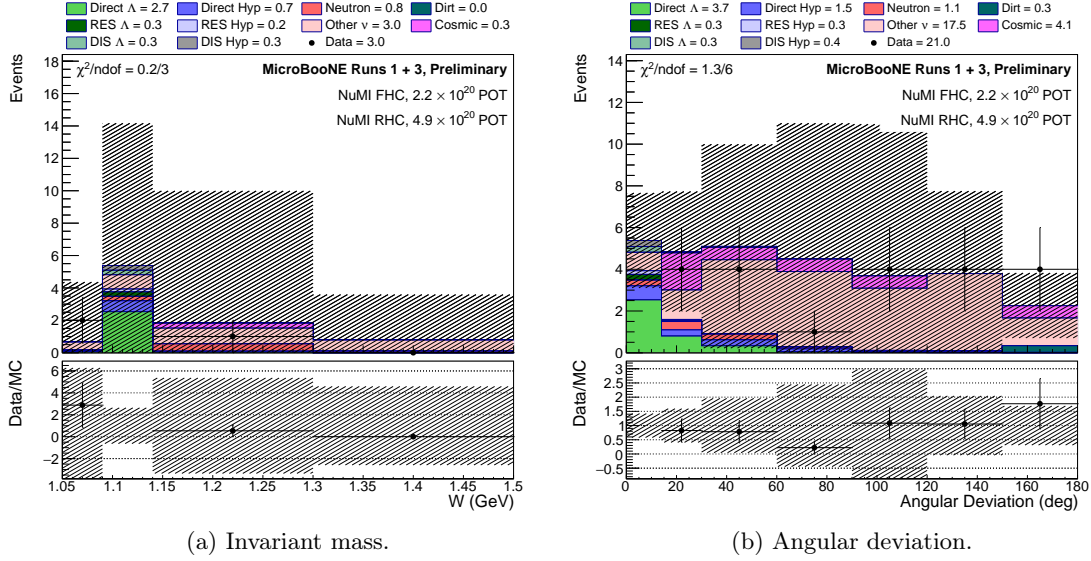 Direct Λ = 2.7 Direct Hyp = 0.7 Neutron = 0.8 Dirt = 0.0
RES Λ = 0.3 RES Hyp = 0.2 Other ν = 3.0 Cosmic = 0.3
DIS Λ = 0.3 DIS Hyp = 0.3 Data = 3.0
Events
18
16
14
12
10
8
6
4
2
0
χ²/ndof = 0.2/3
MicroBooNE Runs 1 + 3, Preliminary
NuMI FHC, 2.2 × 10²⁰ POT
NuMI RHC, 4.9 × 10²⁰ POT
Data/MC
6
4
2
0
−2
1.05 1.1 1.15 1.2 1.25 1.3 1.35 1.4 1.45 1.5
W (GeV)
(a) Invariant mass.
Direct Λ = 3.7 Direct Hyp = 1.5 Neutron = 1.1 Dirt = 0.3
RES Λ = 0.3 RES Hyp = 0.3 Other ν = 17.5 Cosmic = 4.1
DIS Λ = 0.3 DIS Hyp = 0.4 Data = 21.0
Events
14
12
10
8
6
4
2
0
χ²/ndof = 1.3/6
MicroBooNE Runs 1 + 3, Preliminary
NuMI FHC, 2.2 × 10²⁰ POT
NuMI RHC, 4.9 × 10²⁰ POT
Data/MC
3
2.5
2
1.5
1
0.5
0
−0.5
0 20 40 60 80 100 120 140 160 180
Angular Deviation (deg)
(b) Angular deviation.